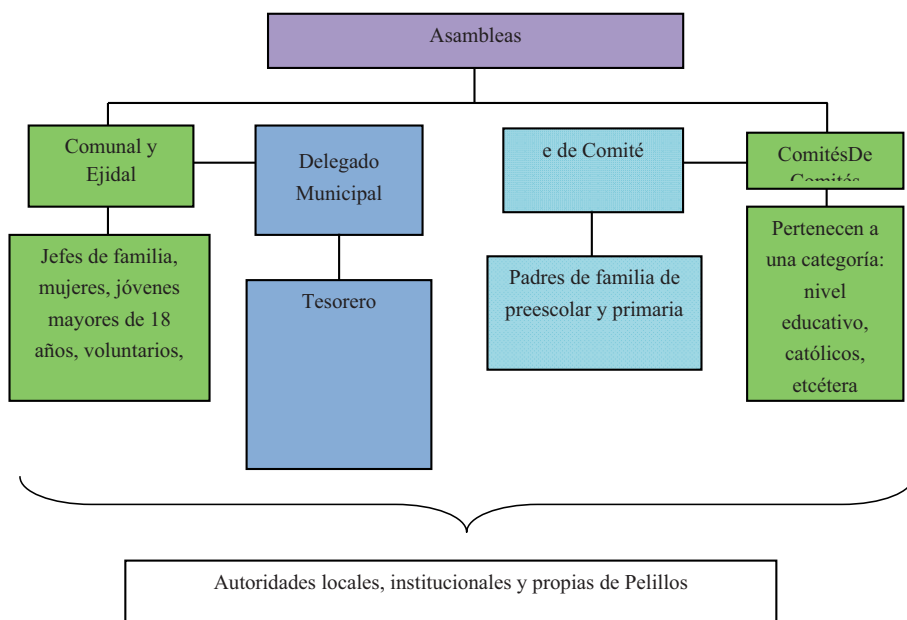 Asambleas
Comunal y
Ejidal
Delegado
Municipal
e de Comité
ComitésDe
Comités
Jefes de familia,
mujeres, jóvenes
mayores de 18
años, voluntarios,
Tesorero
Padres de familia de
preescolar y primaria
Pertenecen a
una categoría:
nivel
educativo,
católicos,
etcétera
Autoridades locales, institucionales y propias de Pelillos